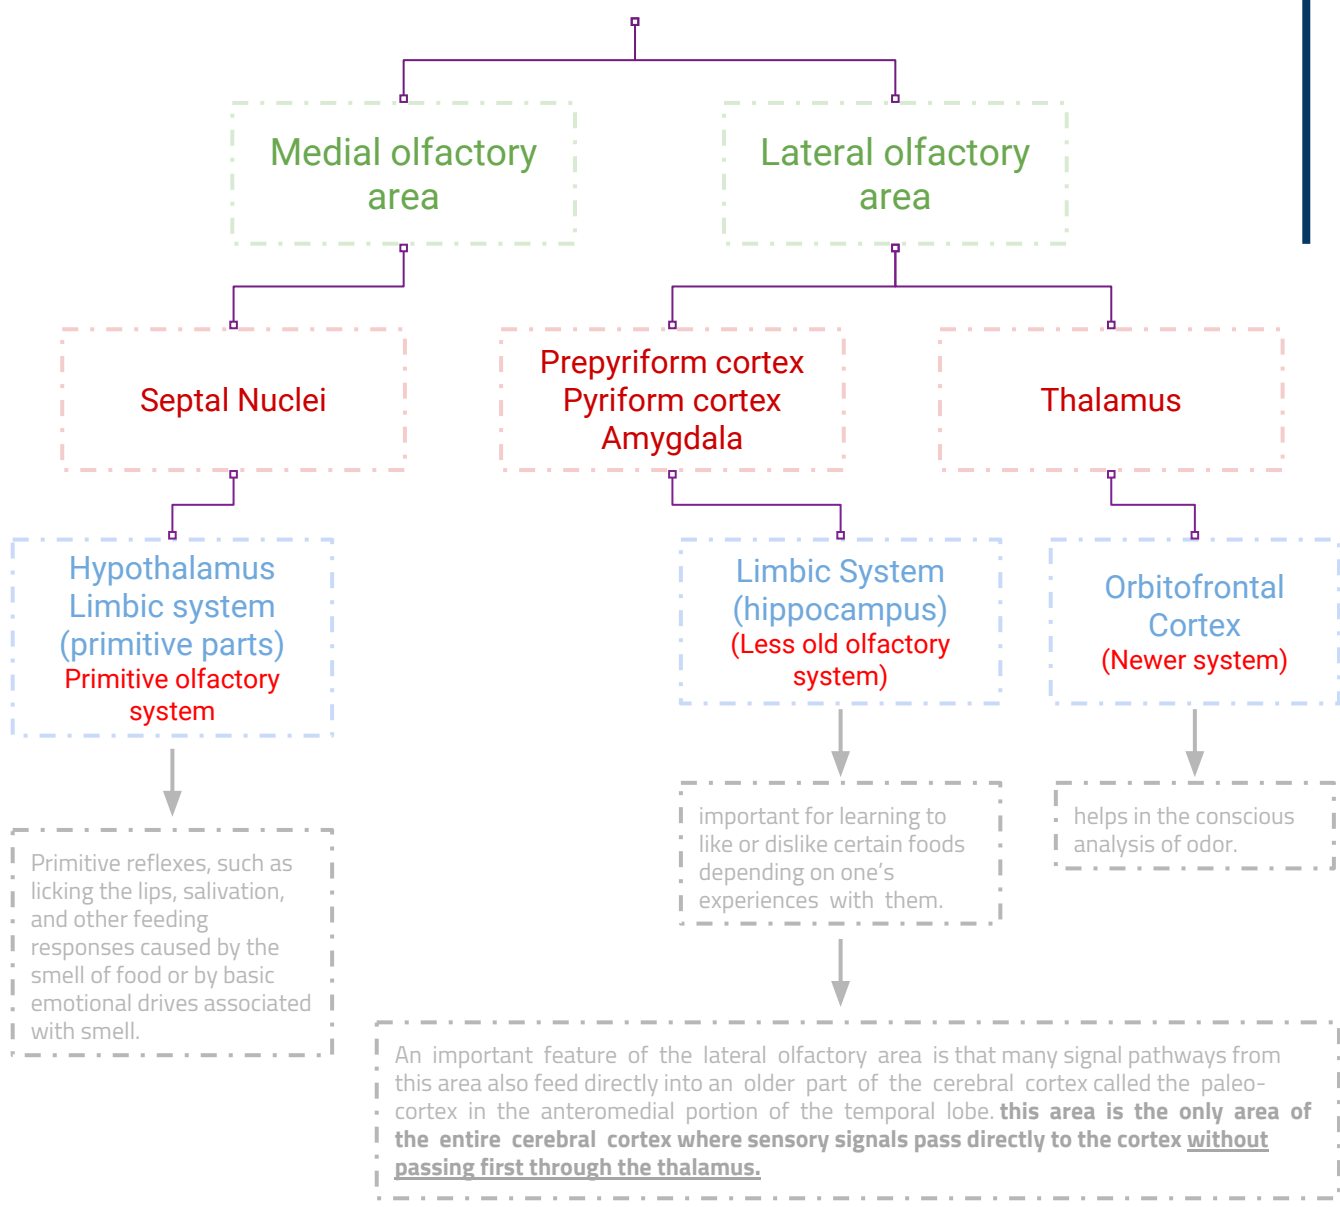 Medial olfactory
area
Lateral olfactory
area
Septal Nuclei
Prepyriform cortex
Pyriform cortex
Amygdala
Thalamus
Hypothalamus
Limbic system
(primitive parts)
Primitive olfactory
system
Limbic System
(hippocampus)
(Less old olfactory
system)
Orbitofrontal
Cortex
(Newer system)
Primitive reflexes, such as
licking the lips, salivation,
and other feeding
responses caused by the
smell of food or by basic
emotional drives associated
with smell.
important for learning to
like or dislike certain foods
depending on one’s
experiences with them.
helps in the conscious
analysis of odor.
An important feature of the lateral olfactory area is that many signal pathways from
this area also feed directly into an older part of the cerebral cortex called the paleo-
cortex in the anteromedial portion of the temporal lobe. this area is the only area of
the entire cerebral cortex where sensory signals pass directly to the cortex without
passing first through the thalamus.